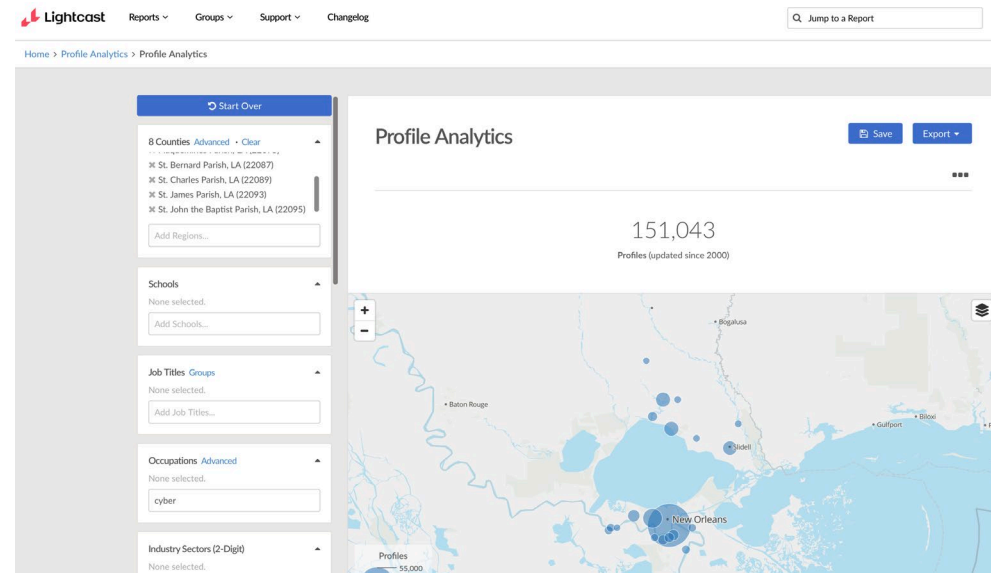 Lightcast
Reports
Groups
Support
Changelog
Jump to a Report
Home > Profile Analytics > Profile Analytics
Start Over
8 Counties Advanced • Clear
St. Bernard Parish, LA (22087)
St. Charles Parish, LA (22089)
St. James Parish, LA (22093)
St. John the Baptist Parish, LA (22095)
Add Regions...
Schools
None selected.
Add Schools...
Job Titles Groups
None selected.
Add Job Titles...
Occupations Advanced
None selected.
cyber
Industry Sectors (2-Digit)
None selected.
Profile Analytics
Save
Export
151,043
Profiles (updated since 2000)
+
−
Bogalusa
Baton Rouge
Biloxi
Gulfport
Slidell
New Orleans
Profiles
55,000